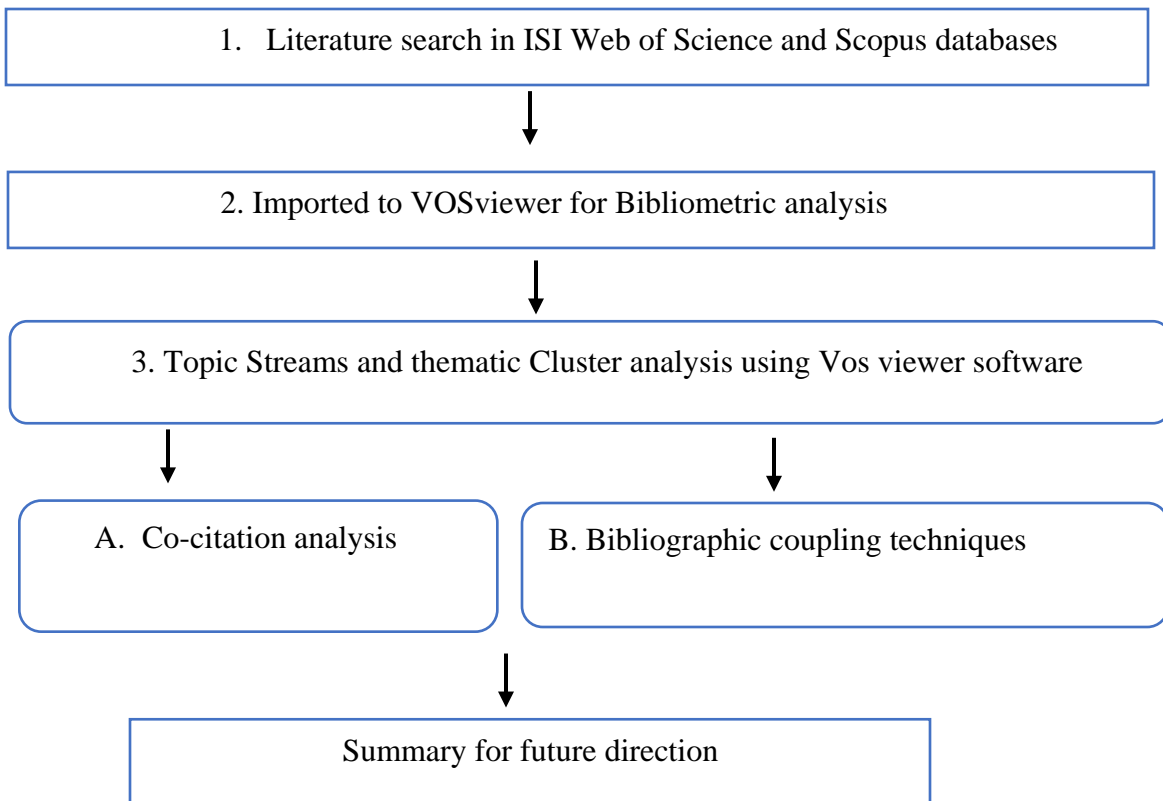 1. Literature search in ISI Web of Science and Scopus databases
2. Imported to VOSviewer for Bibliometric analysis
3. Topic Streams and thematic Cluster analysis using Vos viewer software
A. Co-citation analysis
B. Bibliographic coupling techniques
Summary for future direction